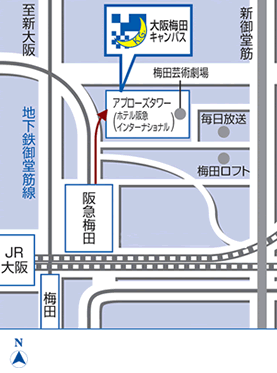 至新大阪
大阪梅田
キャンパス
KG
新御堂筋
梅田芸術劇場
アプローズタワー
(ホテル阪急
インターナショナル)
毎日放送
地下鉄御堂筋線
梅田ロフト
阪急梅田
JR
大阪
梅田
N